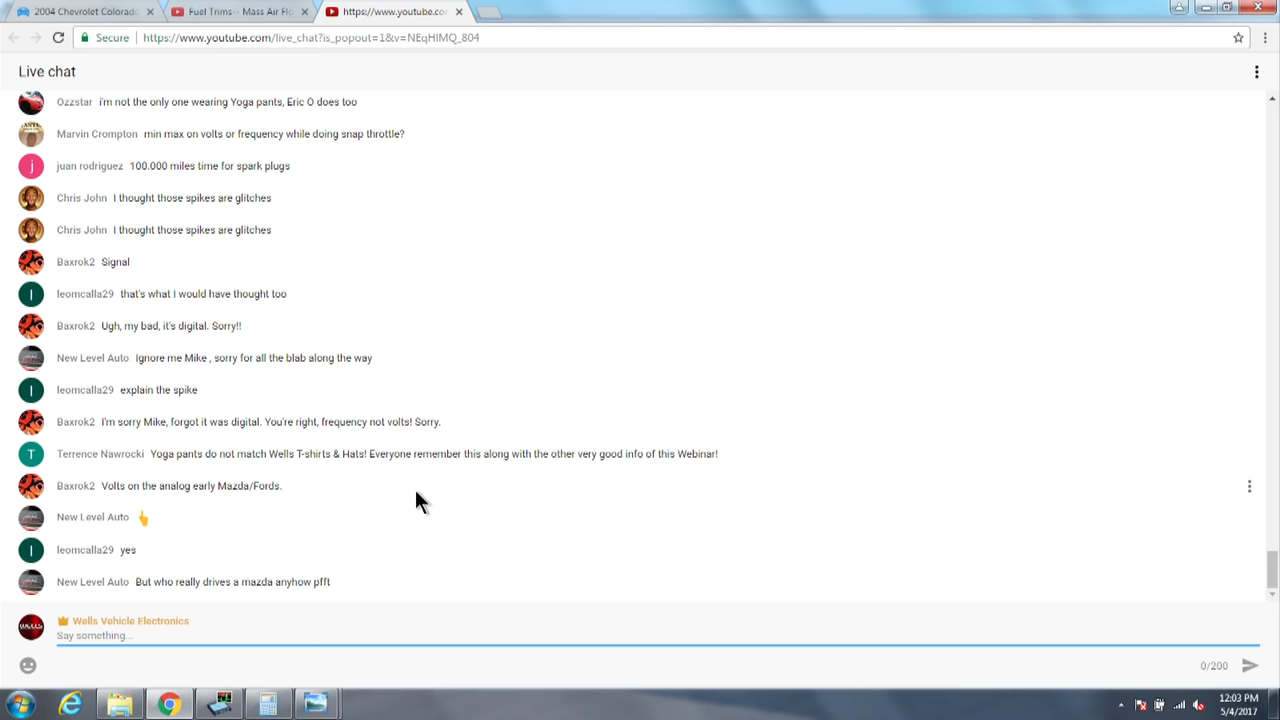 2004 Chevrolet Colorado
Fuel Trims-- Mass Air Flo
https://www.youtube.co
Secure https://www.youtube.com/live_chat?is_popout=1&v=NEqHIMQ_804
Live chat
Ozzstar i'm not the only one wearing Yoga pants, Eric O does too
Marvin Crompton min max on volts or frequency while doing snap throttle?
j juan rodriguez 100.000 miles time for spark plugs
Chris John I thought those spikes are glitches
Chris John I thought those spikes are glitches
Baxrok2 Signal
l leomcalla29 that's what I would have thought too
Baxrok2 Ugh, my bad, it's digital. Sorry!!
New Level Auto Ignore me Mike , sorry for all the blab along the way
l leomcalla29 explain the spike
Baxrok2 I'm sorry Mike, forgot it was digital. You're right, frequency not volts! Sorry.
T Terrence Nawrocki Yoga pants do not match Wells T-shirts & Hats! Everyone remember this along with the other very good info of this Webinar!
Baxrok2 Volts on the analog early Mazda/Fords.
New Level Auto 👆
l leomcalla29 yes
New Level Auto But who really drives a mazda anyhow pfft
WELLS Wells Vehicle Electronics
Say something...
0/200
12:03 PM
5/4/2017